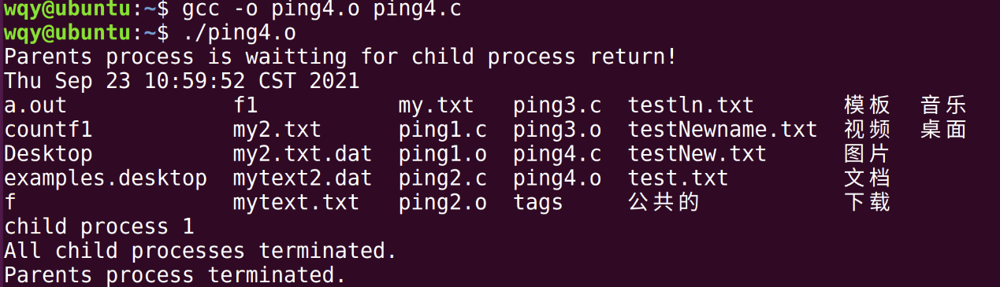 wqy@ubuntu:~$ gcc -o ping4.o ping4.c
wqy@ubuntu:~$ ./ping4.o
Parents process is waitting for child process return!
Thu Sep 23 10:59:52 CST 2021
a.out f1 my.txt ping3.c testln.txt 模板 音乐
countf1 my2.txt ping1.c ping3.o testNewname.txt 视频 桌面
Desktop my2.txt.dat ping1.o ping4.c testNew.txt 图片
examples.desktop mytext2.dat ping2.c ping4.o test.txt 文档
f mytext.txt ping2.o tags 公共的 下载
child process 1
All child processes terminated.
Parents process terminated.